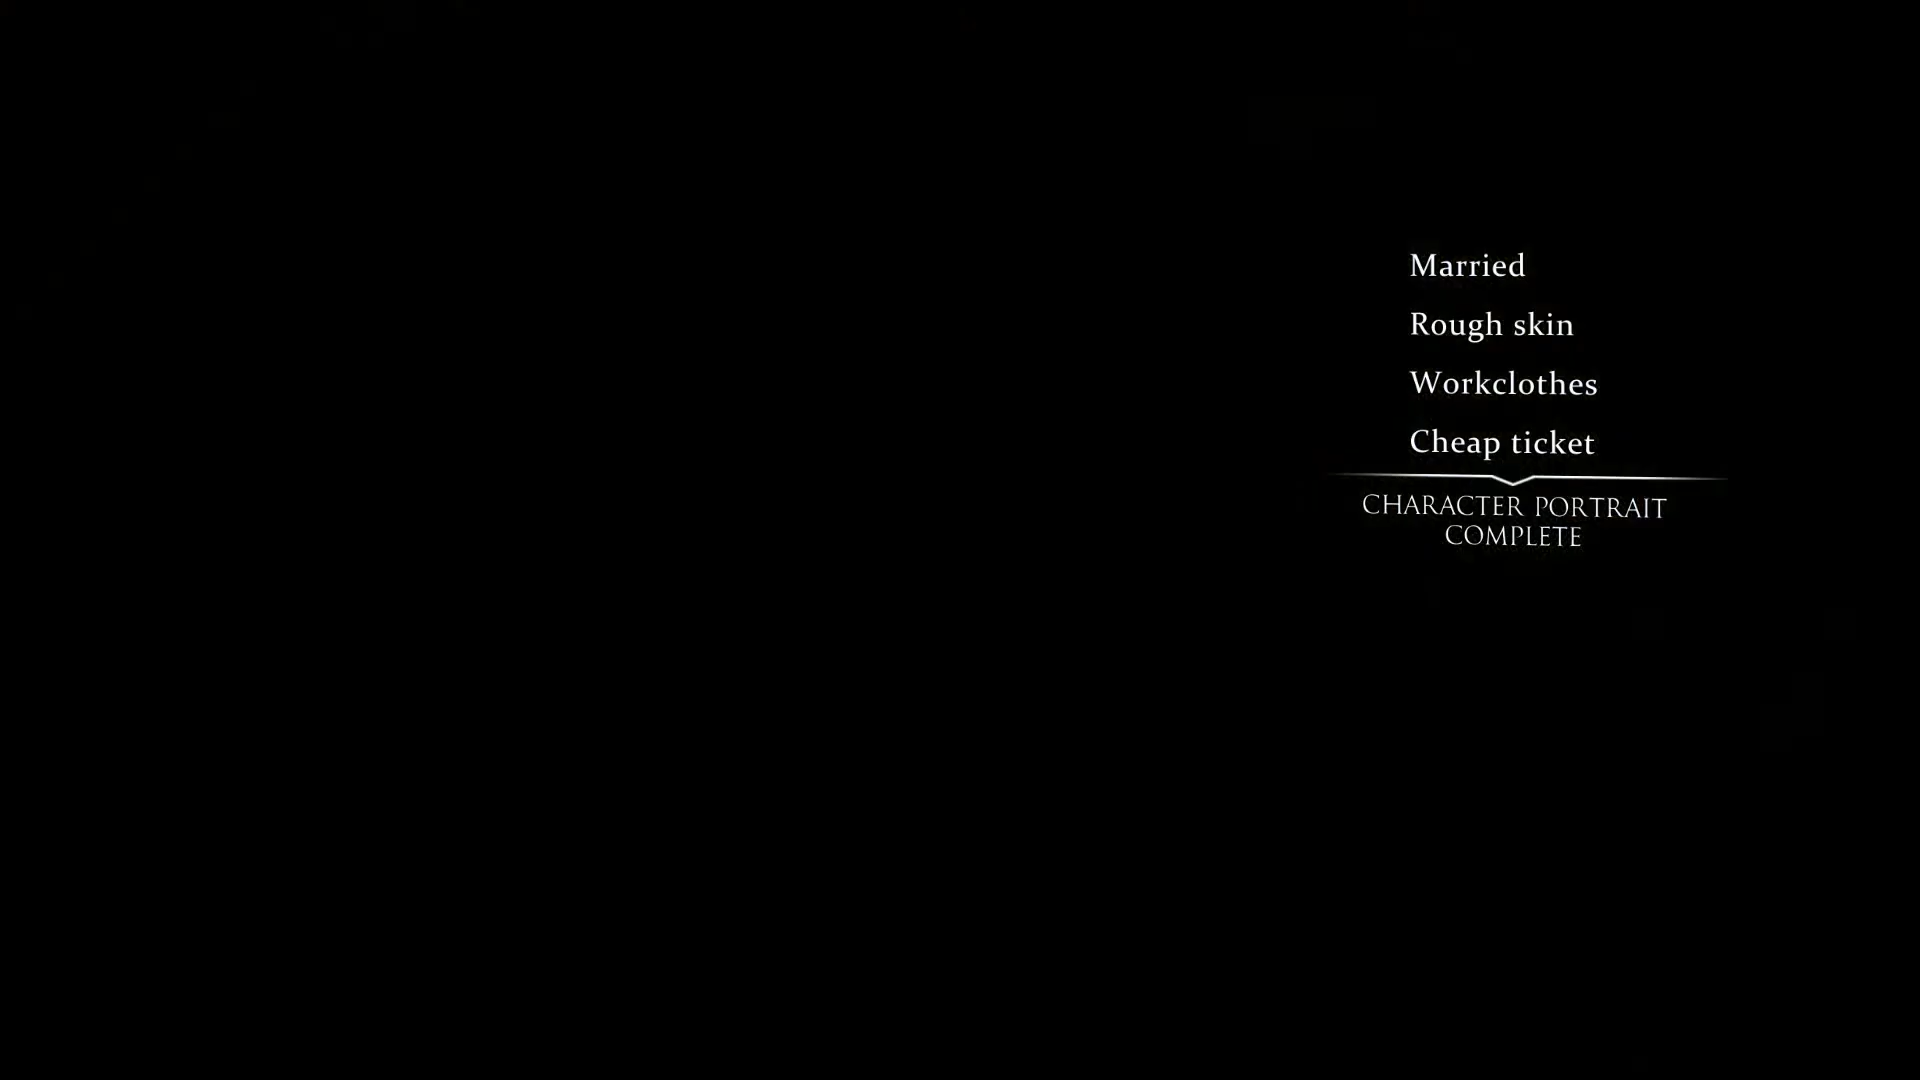 Married
Rough skin
Workclothes
Cheap ticket
CHARACTER PORTRAIT
COMPLETE